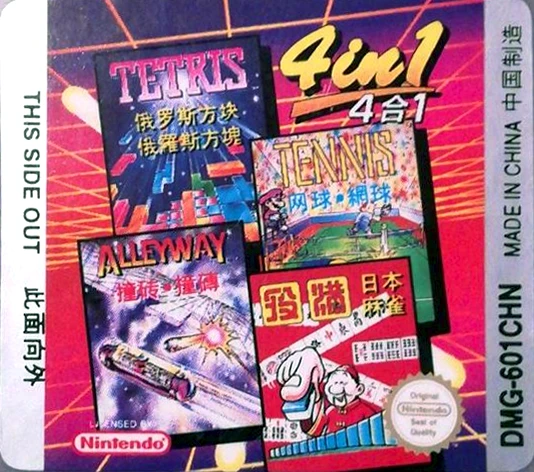 THIS SIDE OUT 此面向外
TETRIS
俄罗斯方块
俄羅斯方塊
4in1
4合1
TENNIS
网球·網球
ALLEYWAY
撞砖·撞磚
役満
日本
麻雀
LICENSED BY
Nintendo
Original
Nintendo
Seal of
Quality
DMG-601CHN MADE IN CHINA 中国制造